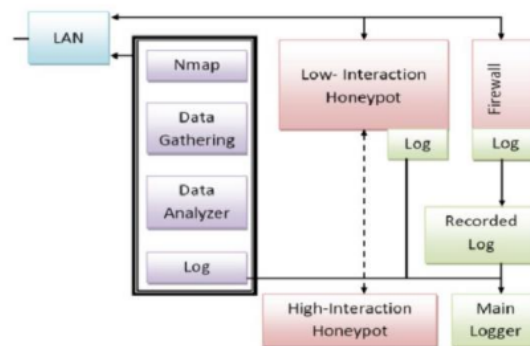 LAN
Nmap
Data
Gathering
Data
Analyzer
Log
Low- Interaction
Honeypot
Log
Firewall
Log
Recorded
Log
High-Interaction
Honeypot
Main
Logger